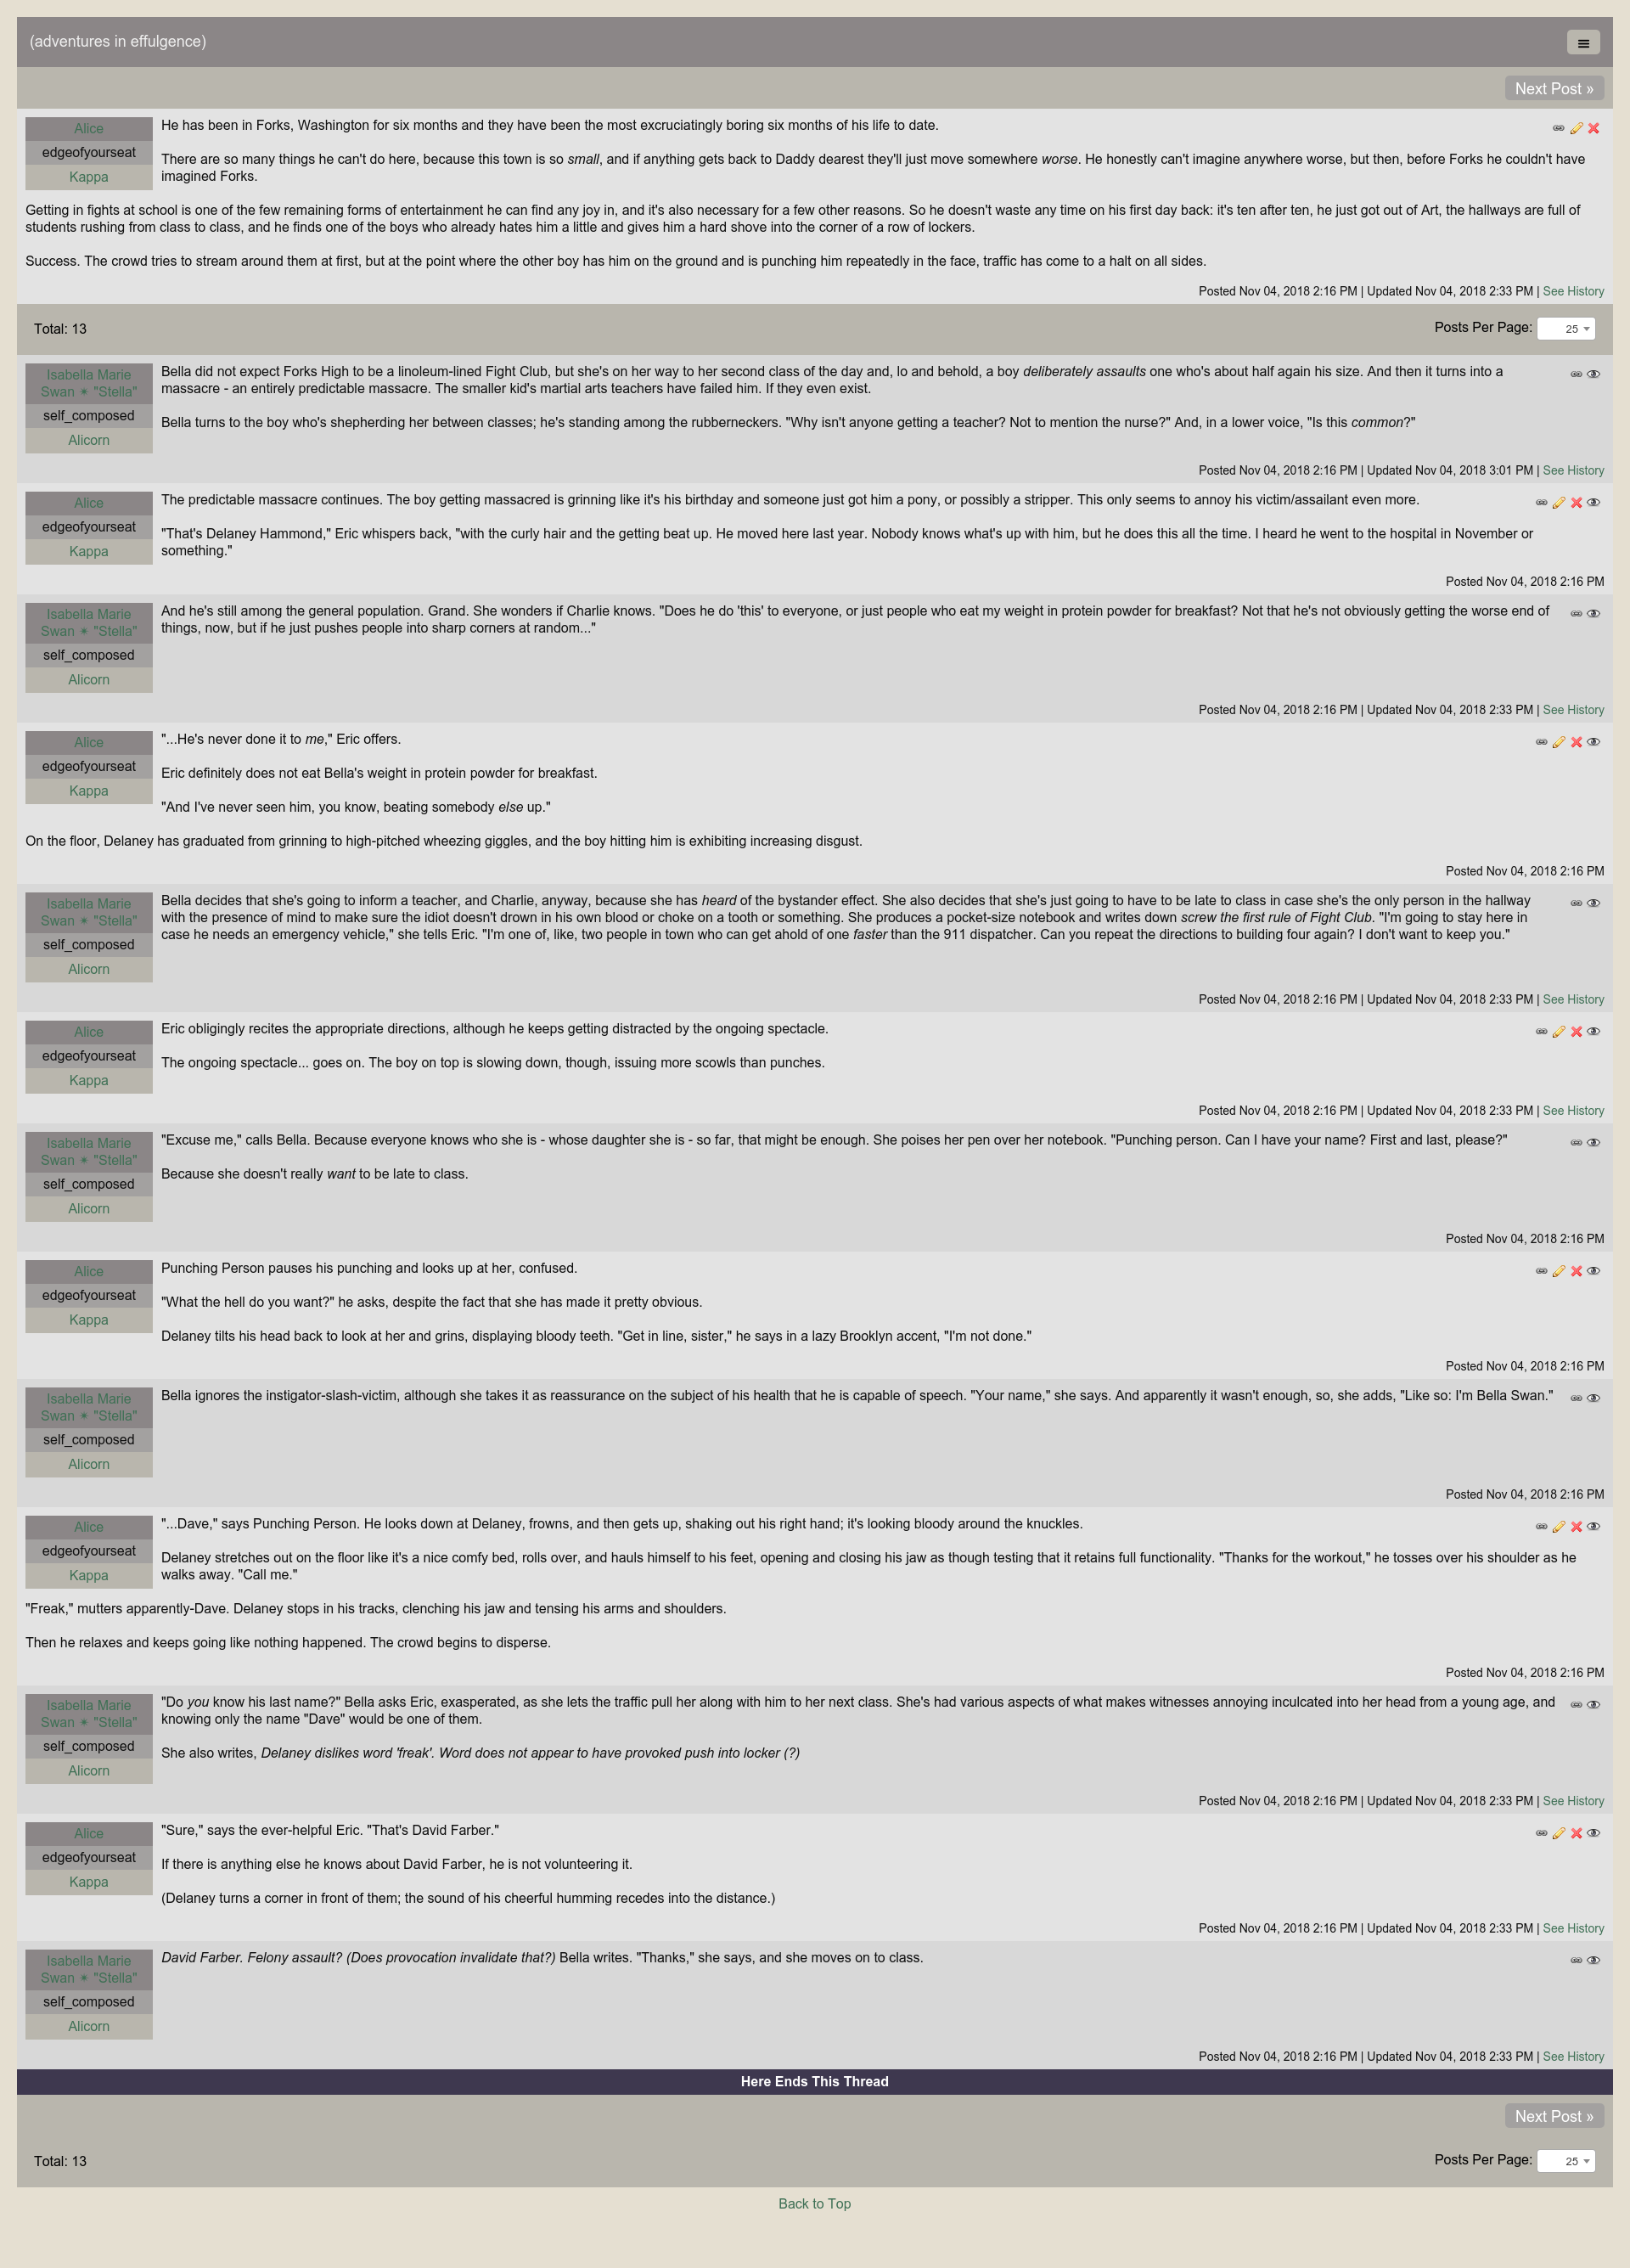 (adventures in effulgence)
Next Post »
Alice
edgeofyourseat
Kappa
He has been in Forks, Washington for six months and they have been the most excruciatingly boring six months of his life to date.
There are so many things he can't do here, because this town is so small, and if anything gets back to Daddy dearest they'll just move somewhere worse. He honestly can't imagine anywhere worse, but then, before Forks he couldn't have
imagined Forks.
Getting in fights at school is one of the few remaining forms of entertainment he can find any joy in, and it's also necessary for a few other reasons. So he doesn't waste any time on his first day back: it's ten after ten, he just got out of Art, the hallways are full of
students rushing from class to class, and he finds one of the boys who already hates him a little and gives him a hard shove into the corner of a row of lockers.
Success. The crowd tries to stream around them at first, but at the point where the other boy has him on the ground and is punching him repeatedly in the face, traffic has come to a halt on all sides.
Posted Nov 04, 2018 2:16 PM | Updated Nov 04, 2018 2:33 PM | See History
Total: 13
Posts Per Page: 25
Isabella Marie
Swan ✴ "Stella"
self_composed
Alicorn
Bella did not expect Forks High to be a linoleum-lined Fight Club, but she's on her way to her second class of the day and, lo and behold, a boy deliberately assaults one who's about half again his size. And then it turns into a
massacre - an entirely predictable massacre. The smaller kid's martial arts teachers have failed him. If they even exist.
Bella turns to the boy who's shepherding her between classes; he's standing among the rubberneckers. "Why isn't anyone getting a teacher? Not to mention the nurse?" And, in a lower voice, "Is this common?"
Posted Nov 04, 2018 2:16 PM | Updated Nov 04, 2018 3:01 PM | See History
Alice
edgeofyourseat
Kappa
The predictable massacre continues. The boy getting massacred is grinning like it's his birthday and someone just got him a pony, or possibly a stripper. This only seems to annoy his victim/assailant even more.
"That's Delaney Hammond," Eric whispers back, "with the curly hair and the getting beat up. He moved here last year. Nobody knows what's up with him, but he does this all the time. I heard he went to the hospital in November or
something."
Posted Nov 04, 2018 2:16 PM
Isabella Marie
Swan ✴ "Stella"
self_composed
Alicorn
And he's still among the general population. Grand. She wonders if Charlie knows. "Does he do 'this' to everyone, or just people who eat my weight in protein powder for breakfast? Not that he's not obviously getting the worse end of
things, now, but if he just pushes people into sharp corners at random..."
Posted Nov 04, 2018 2:16 PM | Updated Nov 04, 2018 2:33 PM | See History
Alice
edgeofyourseat
Kappa
"...He's never done it to me," Eric offers.
Eric definitely does not eat Bella's weight in protein powder for breakfast.
"And I've never seen him, you know, beating somebody else up."
On the floor, Delaney has graduated from grinning to high-pitched wheezing giggles, and the boy hitting him is exhibiting increasing disgust.
Posted Nov 04, 2018 2:16 PM
Isabella Marie
Swan ✴ "Stella"
self_composed
Alicorn
Bella decides that she's going to inform a teacher, and Charlie, anyway, because she has heard of the bystander effect. She also decides that she's just going to have to be late to class in case she's the only person in the hallway
with the presence of mind to make sure the idiot doesn't drown in his own blood or choke on a tooth or something. She produces a pocket-size notebook and writes down screw the first rule of Fight Club. "I'm going to stay here in
case he needs an emergency vehicle," she tells Eric. "I'm one of, like, two people in town who can get ahold of one faster than the 911 dispatcher. Can you repeat the directions to building four again? I don't want to keep you."
Posted Nov 04, 2018 2:16 PM | Updated Nov 04, 2018 2:33 PM | See History
Alice
edgeofyourseat
Kappa
Eric obligingly recites the appropriate directions, although he keeps getting distracted by the ongoing spectacle.
The ongoing spectacle... goes on. The boy on top is slowing down, though, issuing more scowls than punches.
Posted Nov 04, 2018 2:16 PM | Updated Nov 04, 2018 2:33 PM | See History
Isabella Marie
Swan ✴ "Stella"
self_composed
Alicorn
"Excuse me," calls Bella. Because everyone knows who she is - whose daughter she is - so far, that might be enough. She poises her pen over her notebook. "Punching person. Can I have your name? First and last, please?"
Because she doesn't really want to be late to class.
Posted Nov 04, 2018 2:16 PM
Alice
edgeofyourseat
Kappa
Punching Person pauses his punching and looks up at her, confused.
"What the hell do you want?" he asks, despite the fact that she has made it pretty obvious.
Delaney tilts his head back to look at her and grins, displaying bloody teeth. "Get in line, sister," he says in a lazy Brooklyn accent, "I'm not done."
Posted Nov 04, 2018 2:16 PM
Isabella Marie
Swan ✴ "Stella"
self_composed
Alicorn
Bella ignores the instigator-slash-victim, although she takes it as reassurance on the subject of his health that he is capable of speech. "Your name," she says. And apparently it wasn't enough, so, she adds, "Like so: I'm Bella Swan."
Posted Nov 04, 2018 2:16 PM
Alice
edgeofyourseat
Kappa
"...Dave," says Punching Person. He looks down at Delaney, frowns, and then gets up, shaking out his right hand; it's looking bloody around the knuckles.
Delaney stretches out on the floor like it's a nice comfy bed, rolls over, and hauls himself to his feet, opening and closing his jaw as though testing that it retains full functionality. "Thanks for the workout," he tosses over his shoulder as he
walks away. "Call me."
"Freak," mutters apparently-Dave. Delaney stops in his tracks, clenching his jaw and tensing his arms and shoulders.
Then he relaxes and keeps going like nothing happened. The crowd begins to disperse.
Posted Nov 04, 2018 2:16 PM
Isabella Marie
Swan ✴ "Stella"
self_composed
Alicorn
"Do you know his last name?" Bella asks Eric, exasperated, as she lets the traffic pull her along with him to her next class. She's had various aspects of what makes witnesses annoying inculcated into her head from a young age, and
knowing only the name "Dave" would be one of them.
She also writes, Delaney dislikes word 'freak'. Word does not appear to have provoked push into locker (?)
Posted Nov 04, 2018 2:16 PM | Updated Nov 04, 2018 2:33 PM | See History
Alice
edgeofyourseat
Kappa
"Sure," says the ever-helpful Eric. "That's David Farber."
If there is anything else he knows about David Farber, he is not volunteering it.
(Delaney turns a corner in front of them; the sound of his cheerful humming recedes into the distance.)
Posted Nov 04, 2018 2:16 PM | Updated Nov 04, 2018 2:33 PM | See History
Isabella Marie
Swan ✴ "Stella"
self_composed
Alicorn
David Farber. Felony assault? (Does provocation invalidate that?) Bella writes. "Thanks," she says, and she moves on to class.
Posted Nov 04, 2018 2:16 PM | Updated Nov 04, 2018 2:33 PM | See History
Here Ends This Thread
Next Post »
Total: 13
Posts Per Page: 25
Back to Top